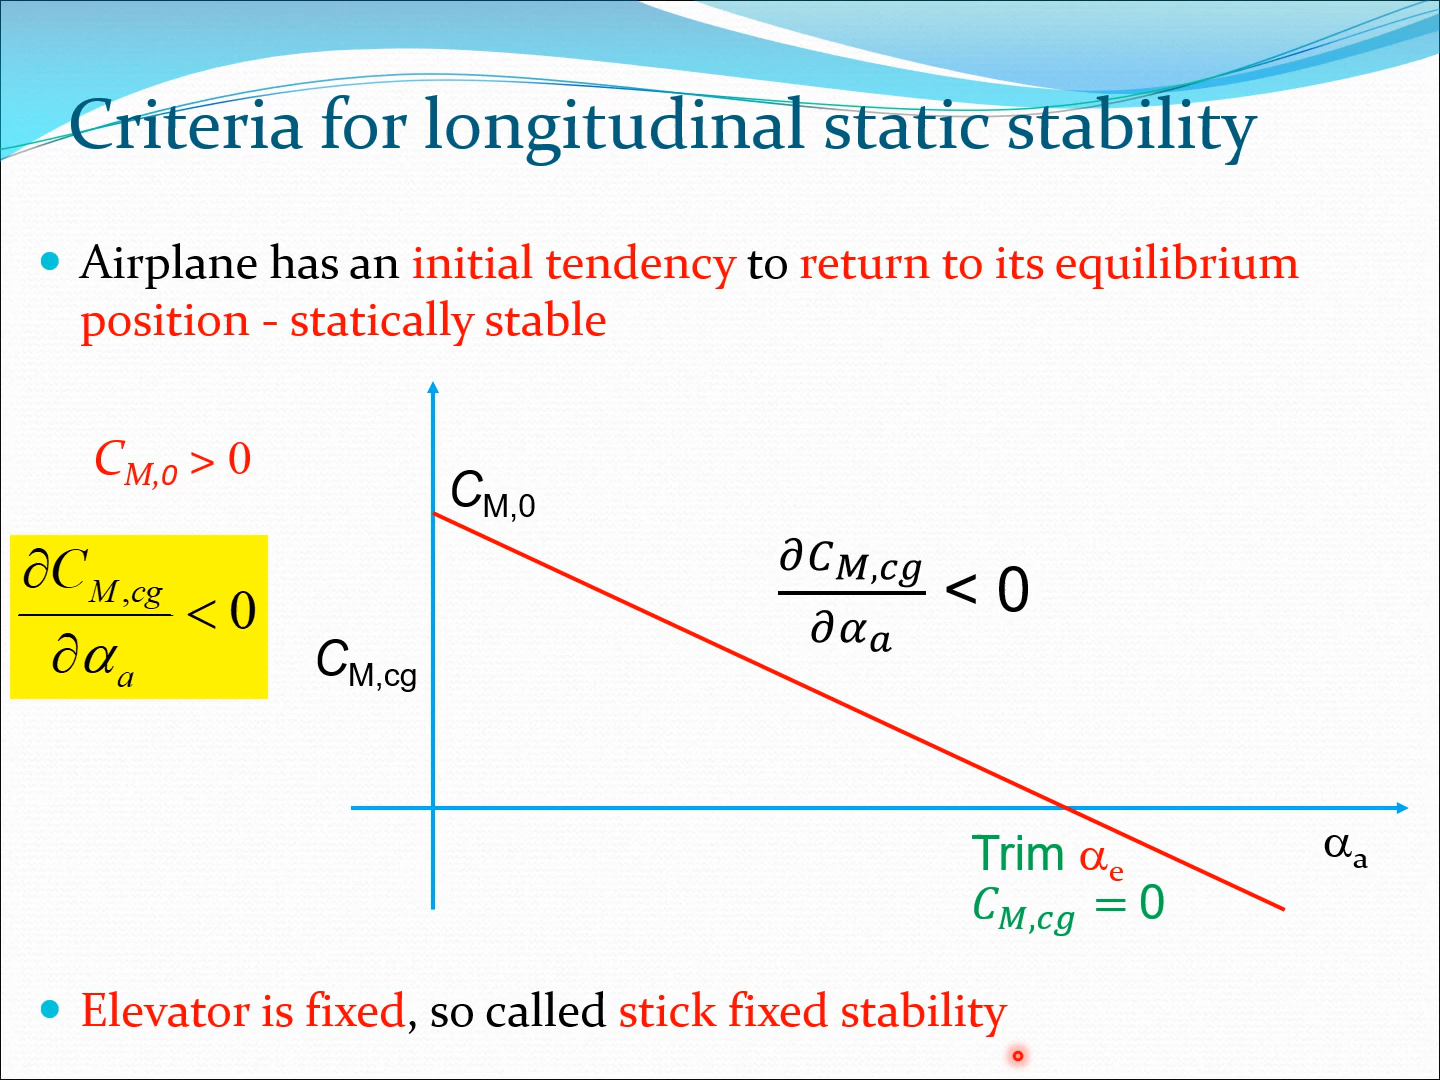 Criteria for longitudinal static stability
• Airplane has an initial tendency to return to its equilibrium
position - statically stable
C_{M,0} > 0
∂C_{M,cg} / ∂α_a < 0
C_{M,0}
∂C_{M,cg} / ∂α_a < 0
C_{M,cg}
Trim α_e
C_{M,cg} = 0
α_a
• Elevator is fixed, so called stick fixed stability